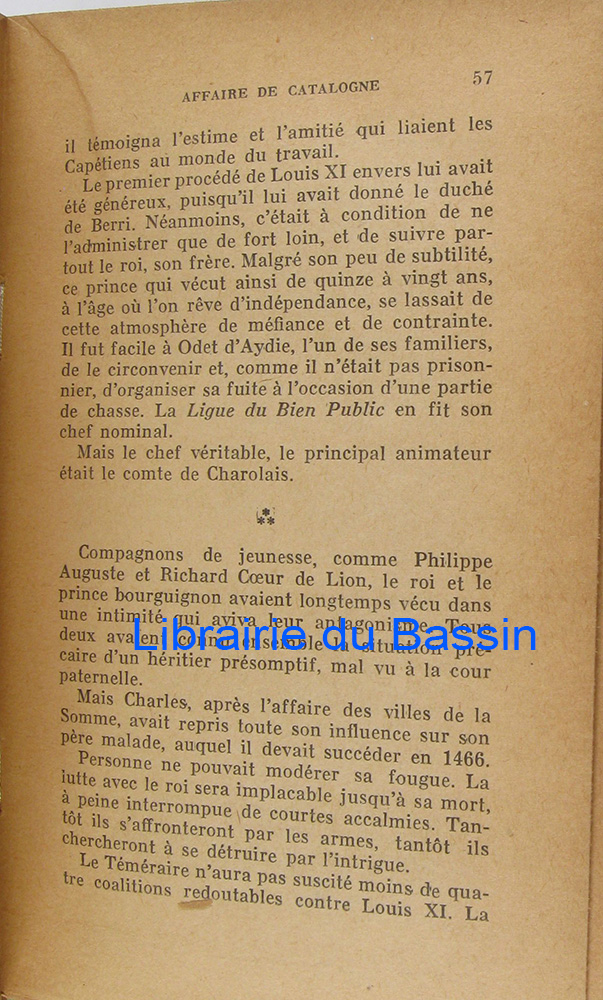 AFFAIRE DE CATALOGNE 57
il témoigna l'estime et l'amitié qui liaient les
Capétiens au monde du travail.
Le premier procédé de Louis XI envers lui avait
été généreux, puisqu'il lui avait donné le duché
de Berri. Néanmoins, c'était à condition de ne
l'administrer que de fort loin, et de suivre par-
tout le roi, son frère. Malgré son peu de subtilité,
ce prince qui vécut ainsi de quinze à vingt ans,
à l'âge où l'on rêve d'indépendance, se lassait de
cette atmosphère de méfiance et de contrainte.
Il fut facile à Odet d'Aydie, l'un de ses familiers,
de le circonvenir et, comme il n'était pas prison-
nier, d'organiser sa fuite à l'occasion d'une partie
de chasse. La Ligue du Bien Public en fit son
chef nominal.
Mais le chef véritable, le principal animateur
était le comte de Charolais.
***
Compagnons de jeunesse, comme Philippe
Auguste et Richard Cœur de Lion, le roi et le
prince bourguignon avaient longtemps vécu dans
une intimité qui aviva leur antagonisme. Tous
deux avaient connu ensemble la situation pré-
caire d'un héritier présomptif, mal vu à la cour
paternelle.
Librairie du Bassin
Mais Charles, après l'affaire des villes de la
Somme, avait repris toute son influence sur son
père malade, auquel il devait succéder en 1466.
Personne ne pouvait modérer sa fougue. La
lutte avec le roi sera implacable jusqu'à sa mort,
à peine interrompue de courtes accalmies. Tan-
tôt ils s'affronteront par les armes, tantôt ils
chercheront à se détruire par l'intrigue.
Le Téméraire n'aura pas suscité moins de qua-
tre coalitions redoutables contre Louis XI. La